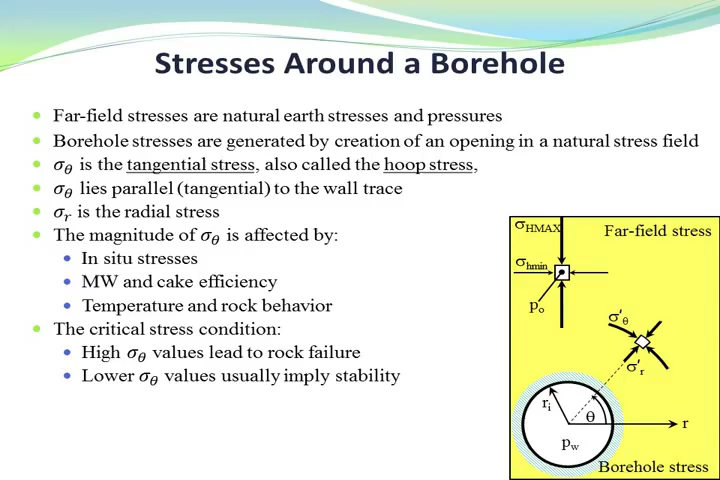 Stresses Around a Borehole
Far-field stresses are natural earth stresses and pressures
Borehole stresses are generated by creation of an opening in a natural stress field
σθ is the tangential stress, also called the hoop stress,
σθ lies parallel (tangential) to the wall trace
σr is the radial stress
The magnitude of σθ is affected by:
In situ stresses
MW and cake efficiency
Temperature and rock behavior
The critical stress condition:
High σθ values lead to rock failure
Lower σθ values usually imply stability
σHMAX
Far-field stress
σhmin
po
σ′θ
σ′r
ri
θ
r
pw
Borehole stress